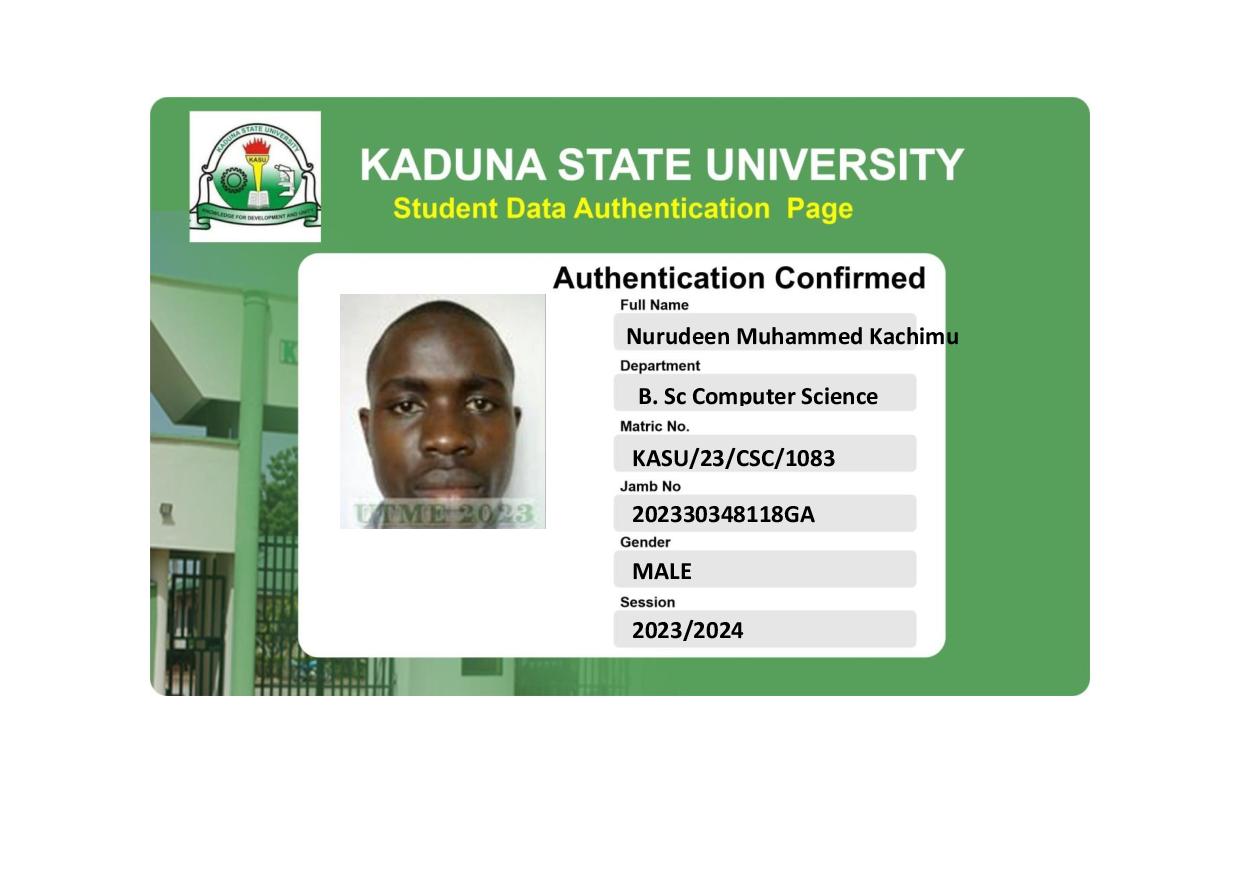 KADUNA STATE UNIVERSITY
Student Data Authentication Page
KADUNA STATE UNIVERSITY
KASU
KNOWLEDGE FOR DEVELOPMENT AND UNITY
Authentication Confirmed
Full Name
Nurudeen Muhammed Kachimu
Department
B. Sc Computer Science
Matric No.
KASU/23/CSC/1083
Jamb No
202330348118GA
Gender
MALE
Session
2023/2024
UTME 2023